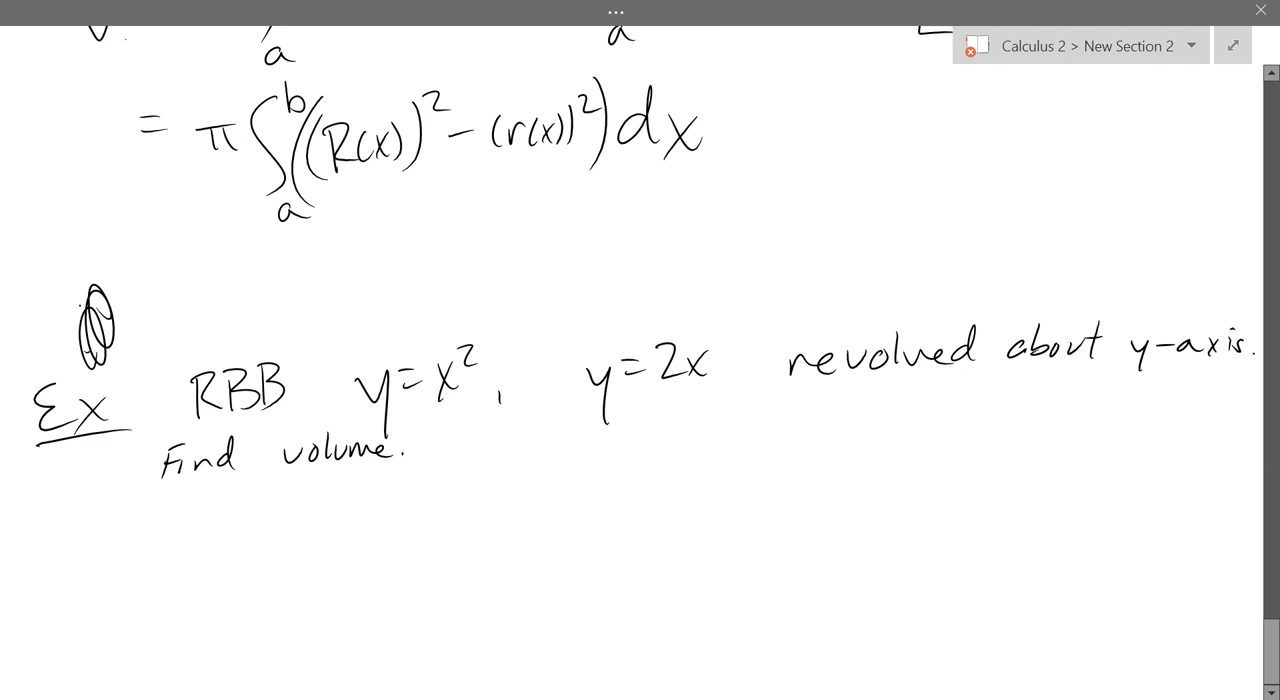 ...
Calculus 2 > New Section 2
a a
= π ∫_a^b ((R(x))² - (r(x))²) dx
Ex RBB y=x², y=2x revolved about y-axis.
Find volume.